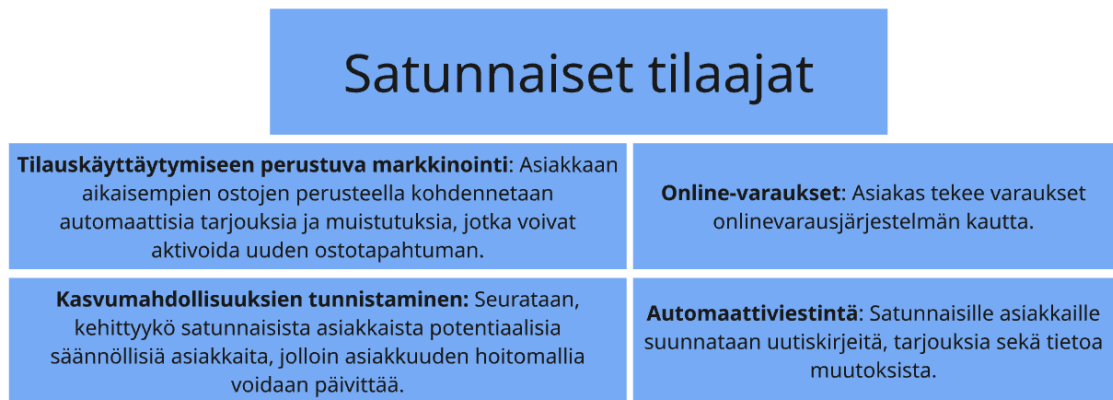 Satunnaiset tilaajat
Tilauskäyttäytymiseen perustuva markkinointi: Asiakkaan
aikaisempien ostojen perusteella kohdennetaan
automaattisia tarjouksia ja muistutuksia, jotka voivat
aktivoida uuden ostotapahtuman.
Online-varaukset: Asiakas tekee varaukset
onlinevarausjärjestelmän kautta.
Kasvumahdollisuuksien tunnistaminen: Seurataan,
kehittyykö satunnaisista asiakkaista potentiaalisia
säännöllisiä asiakkaita, jolloin asiakkuuden hoitomallia
voidaan päivittää.
Automaattiviestintä: Satunnaisille asiakkaille
suunnataan uutiskirjeitä, tarjouksia sekä tietoa
muutoksista.